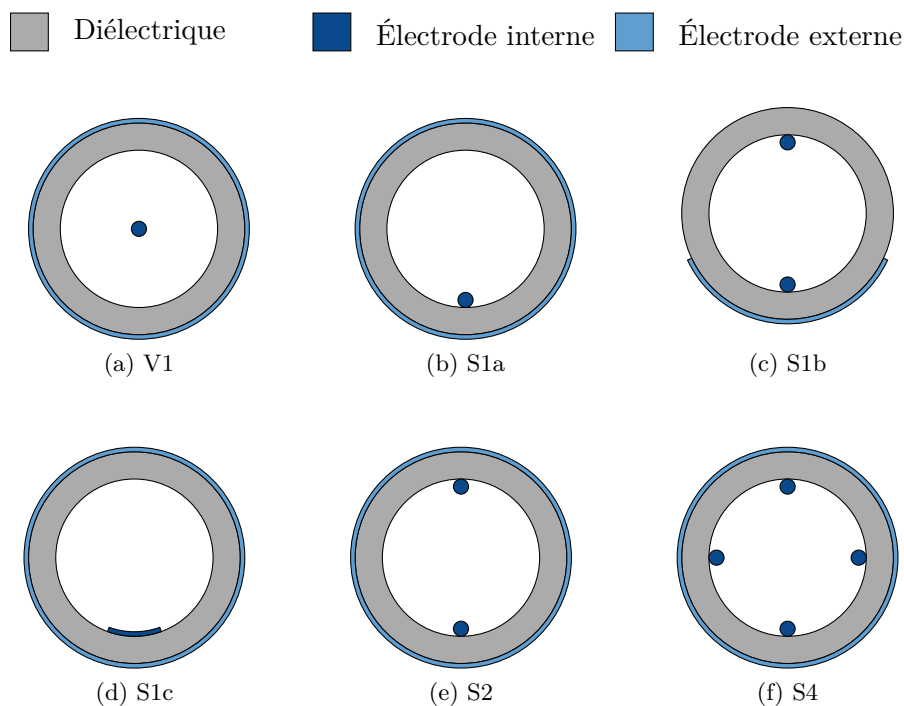 Diélectrique
Électrode interne
Électrode externe
(a) V1
(b) S1a
(c) S1b
(d) S1c
(e) S2
(f) S4